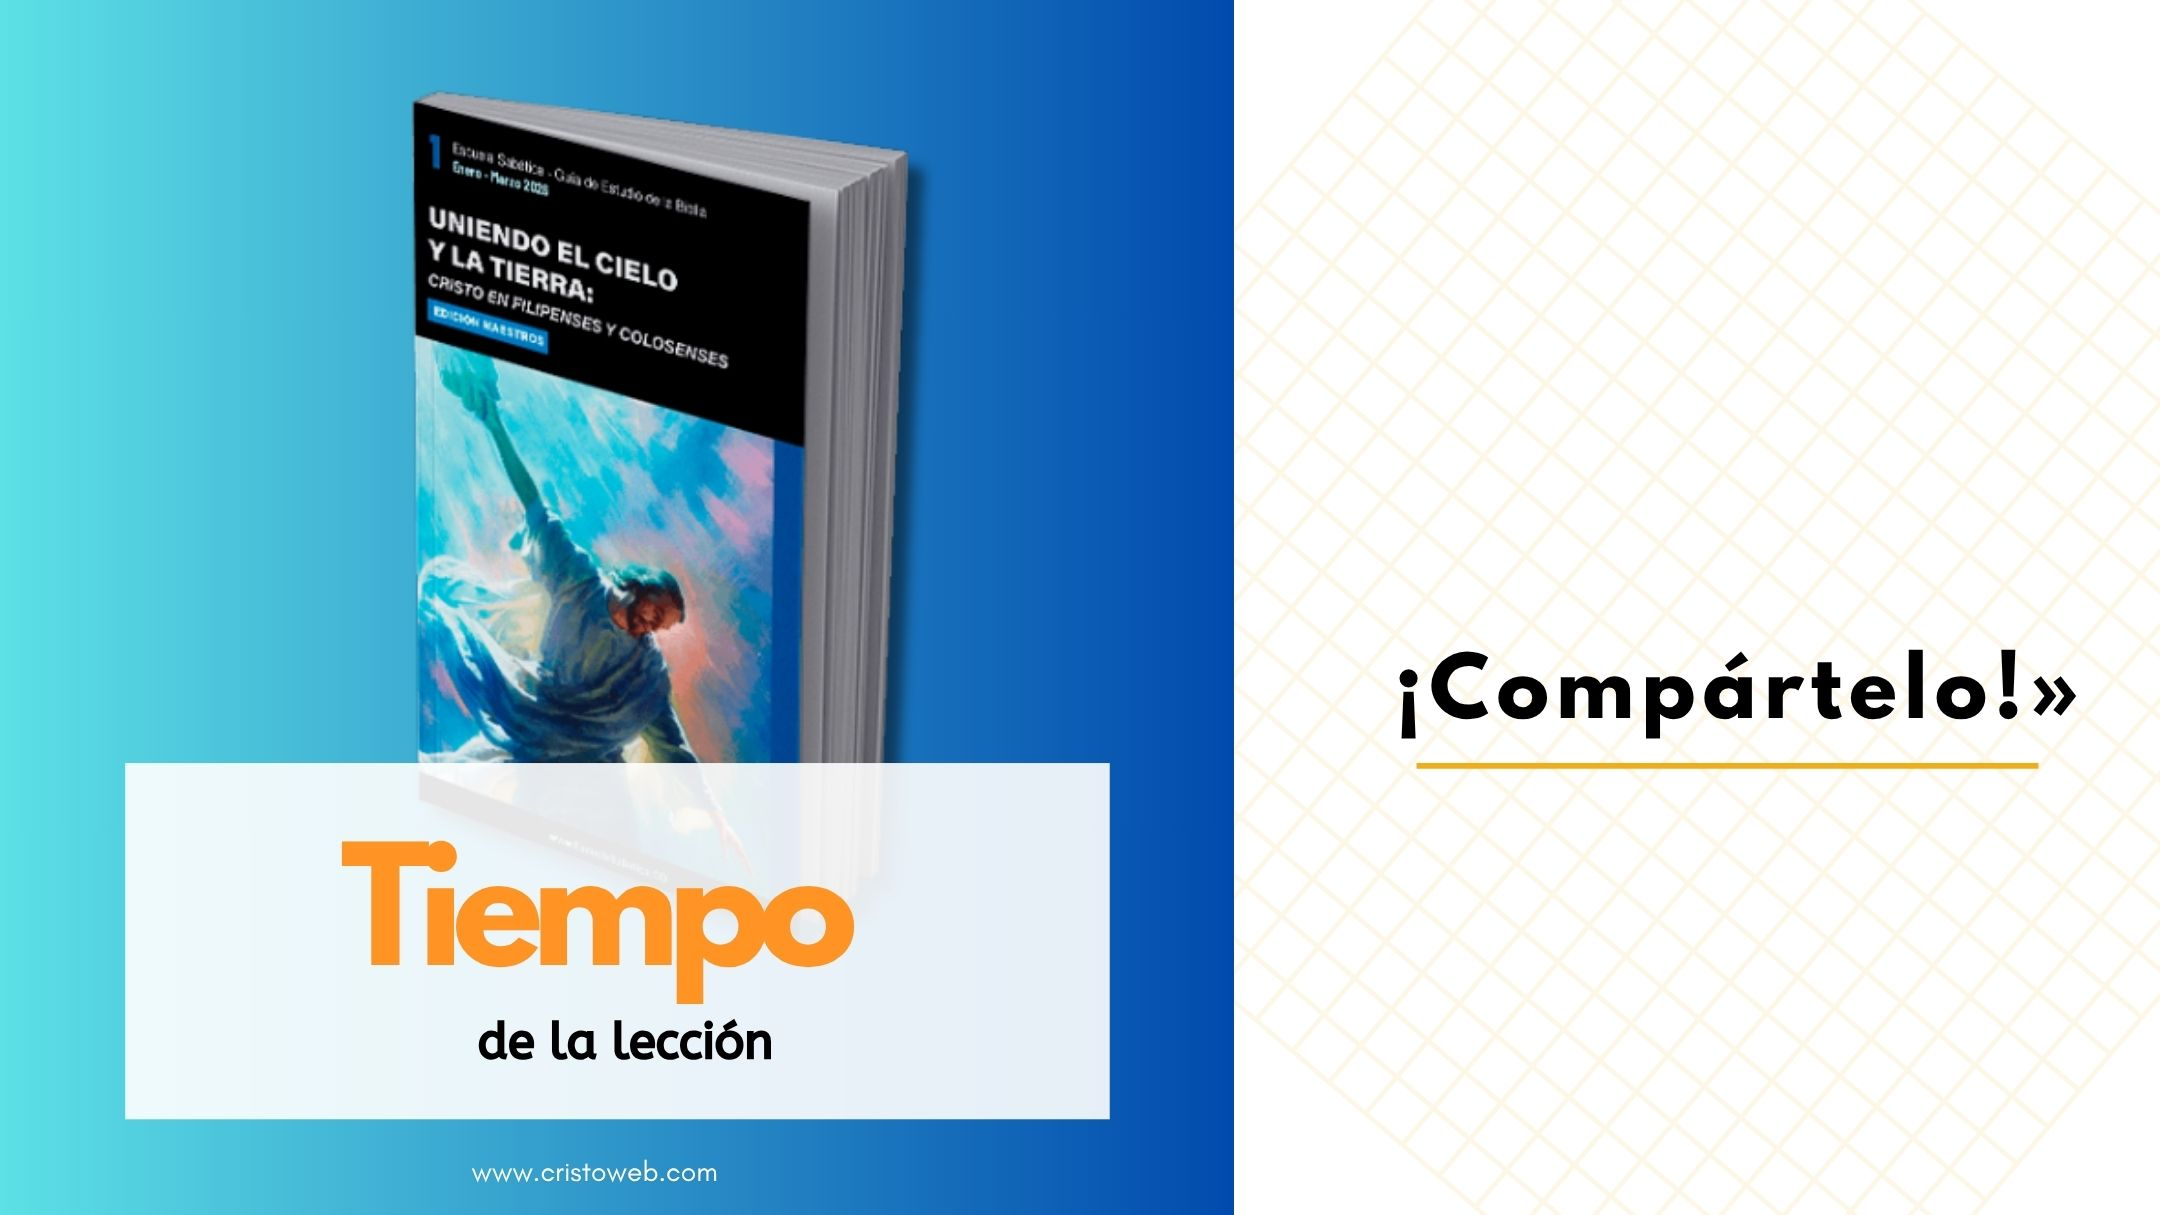 1
Escuela Sabática - Guía de Estudio de la Biblia
Enero - Marzo 2026
UNIENDO EL CIELO
Y LA TIERRA:
CRISTO EN FILIPENSES Y COLOSENSES
EDICIÓN MAESTROS
Tiempo
de la lección
www.cristoweb.com
¡Compártelo!»